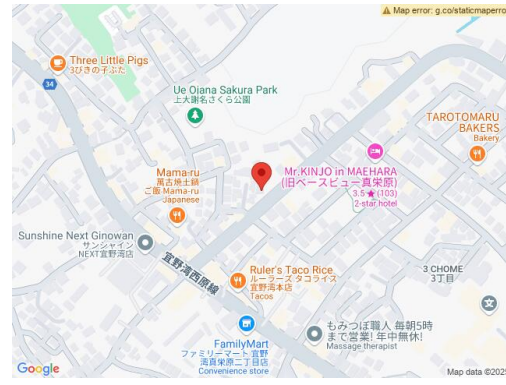 Map error: g.co/staticmaperro
Three Little Pigs
3びきの子ぶた
34
Ue Ojana Sakura Park
上大謝名さくら公園
TAROTOMARU
BAKERS
Bakery
Mr.KINJO in MAEHARA
(旧ベースビュー真栄原)
3.5★(103)
2-star hotel
Mama-ru
萬古焼土鍋
ご飯 Mama-ru
Japanese
Sunshine Next Ginowan
サンシャイン
NEXT宜野湾店
宜野湾西原線
Ruler's Taco Rice
ルーラーズ タコライス
宜野湾本店
Tacos
3 CHOME
3丁目
FamilyMart
ファミリーマート 宜野
湾真栄原二丁目店
Convenience store
もみつぼ職人 毎朝5時
まで営業! 年中無休!
Massage therapist
Google
Map data ©2025